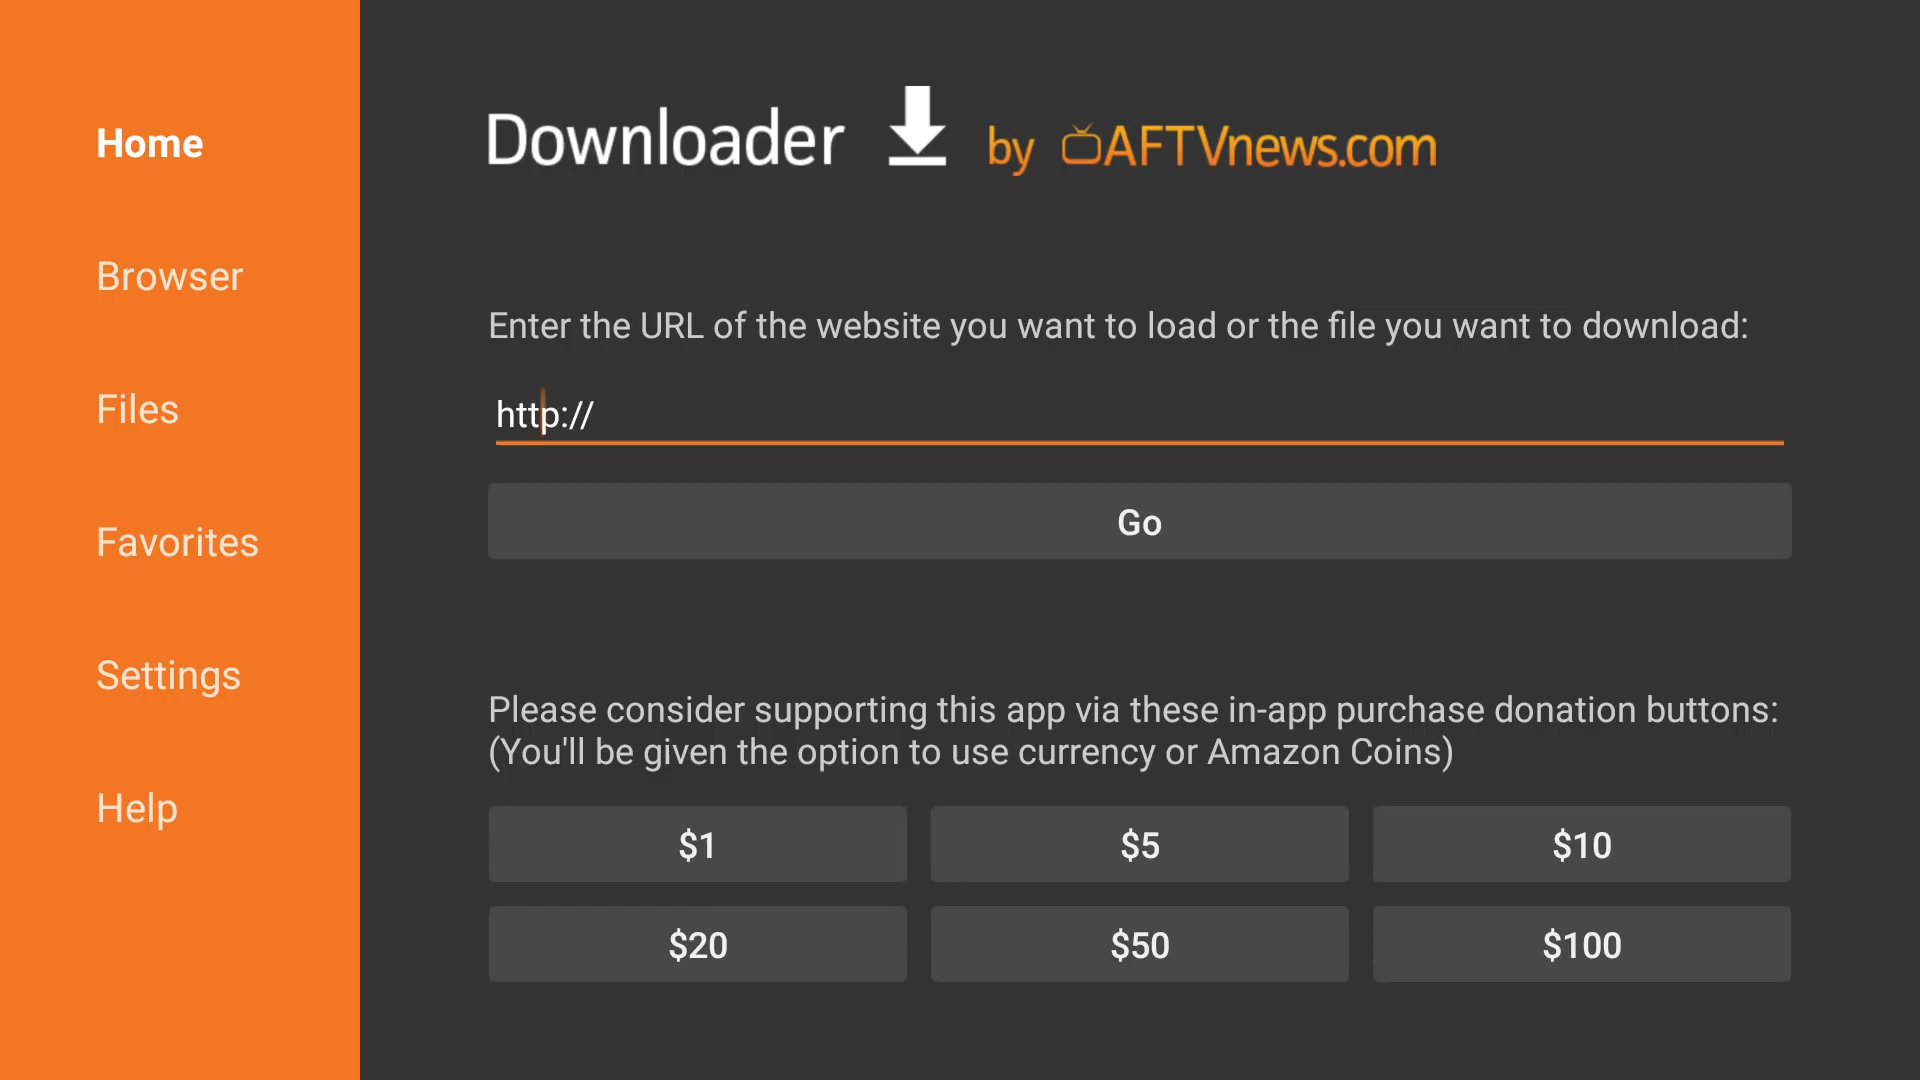 Home
Browser
Files
Favorites
Settings
Help
Downloader by AFTVnews.com
Enter the URL of the website you want to load or the file you want to download:
http://
Go
Please consider supporting this app via these in-app purchase donation buttons:
(You'll be given the option to use currency or Amazon Coins)
$1 $5 $10
$20 $50 $100